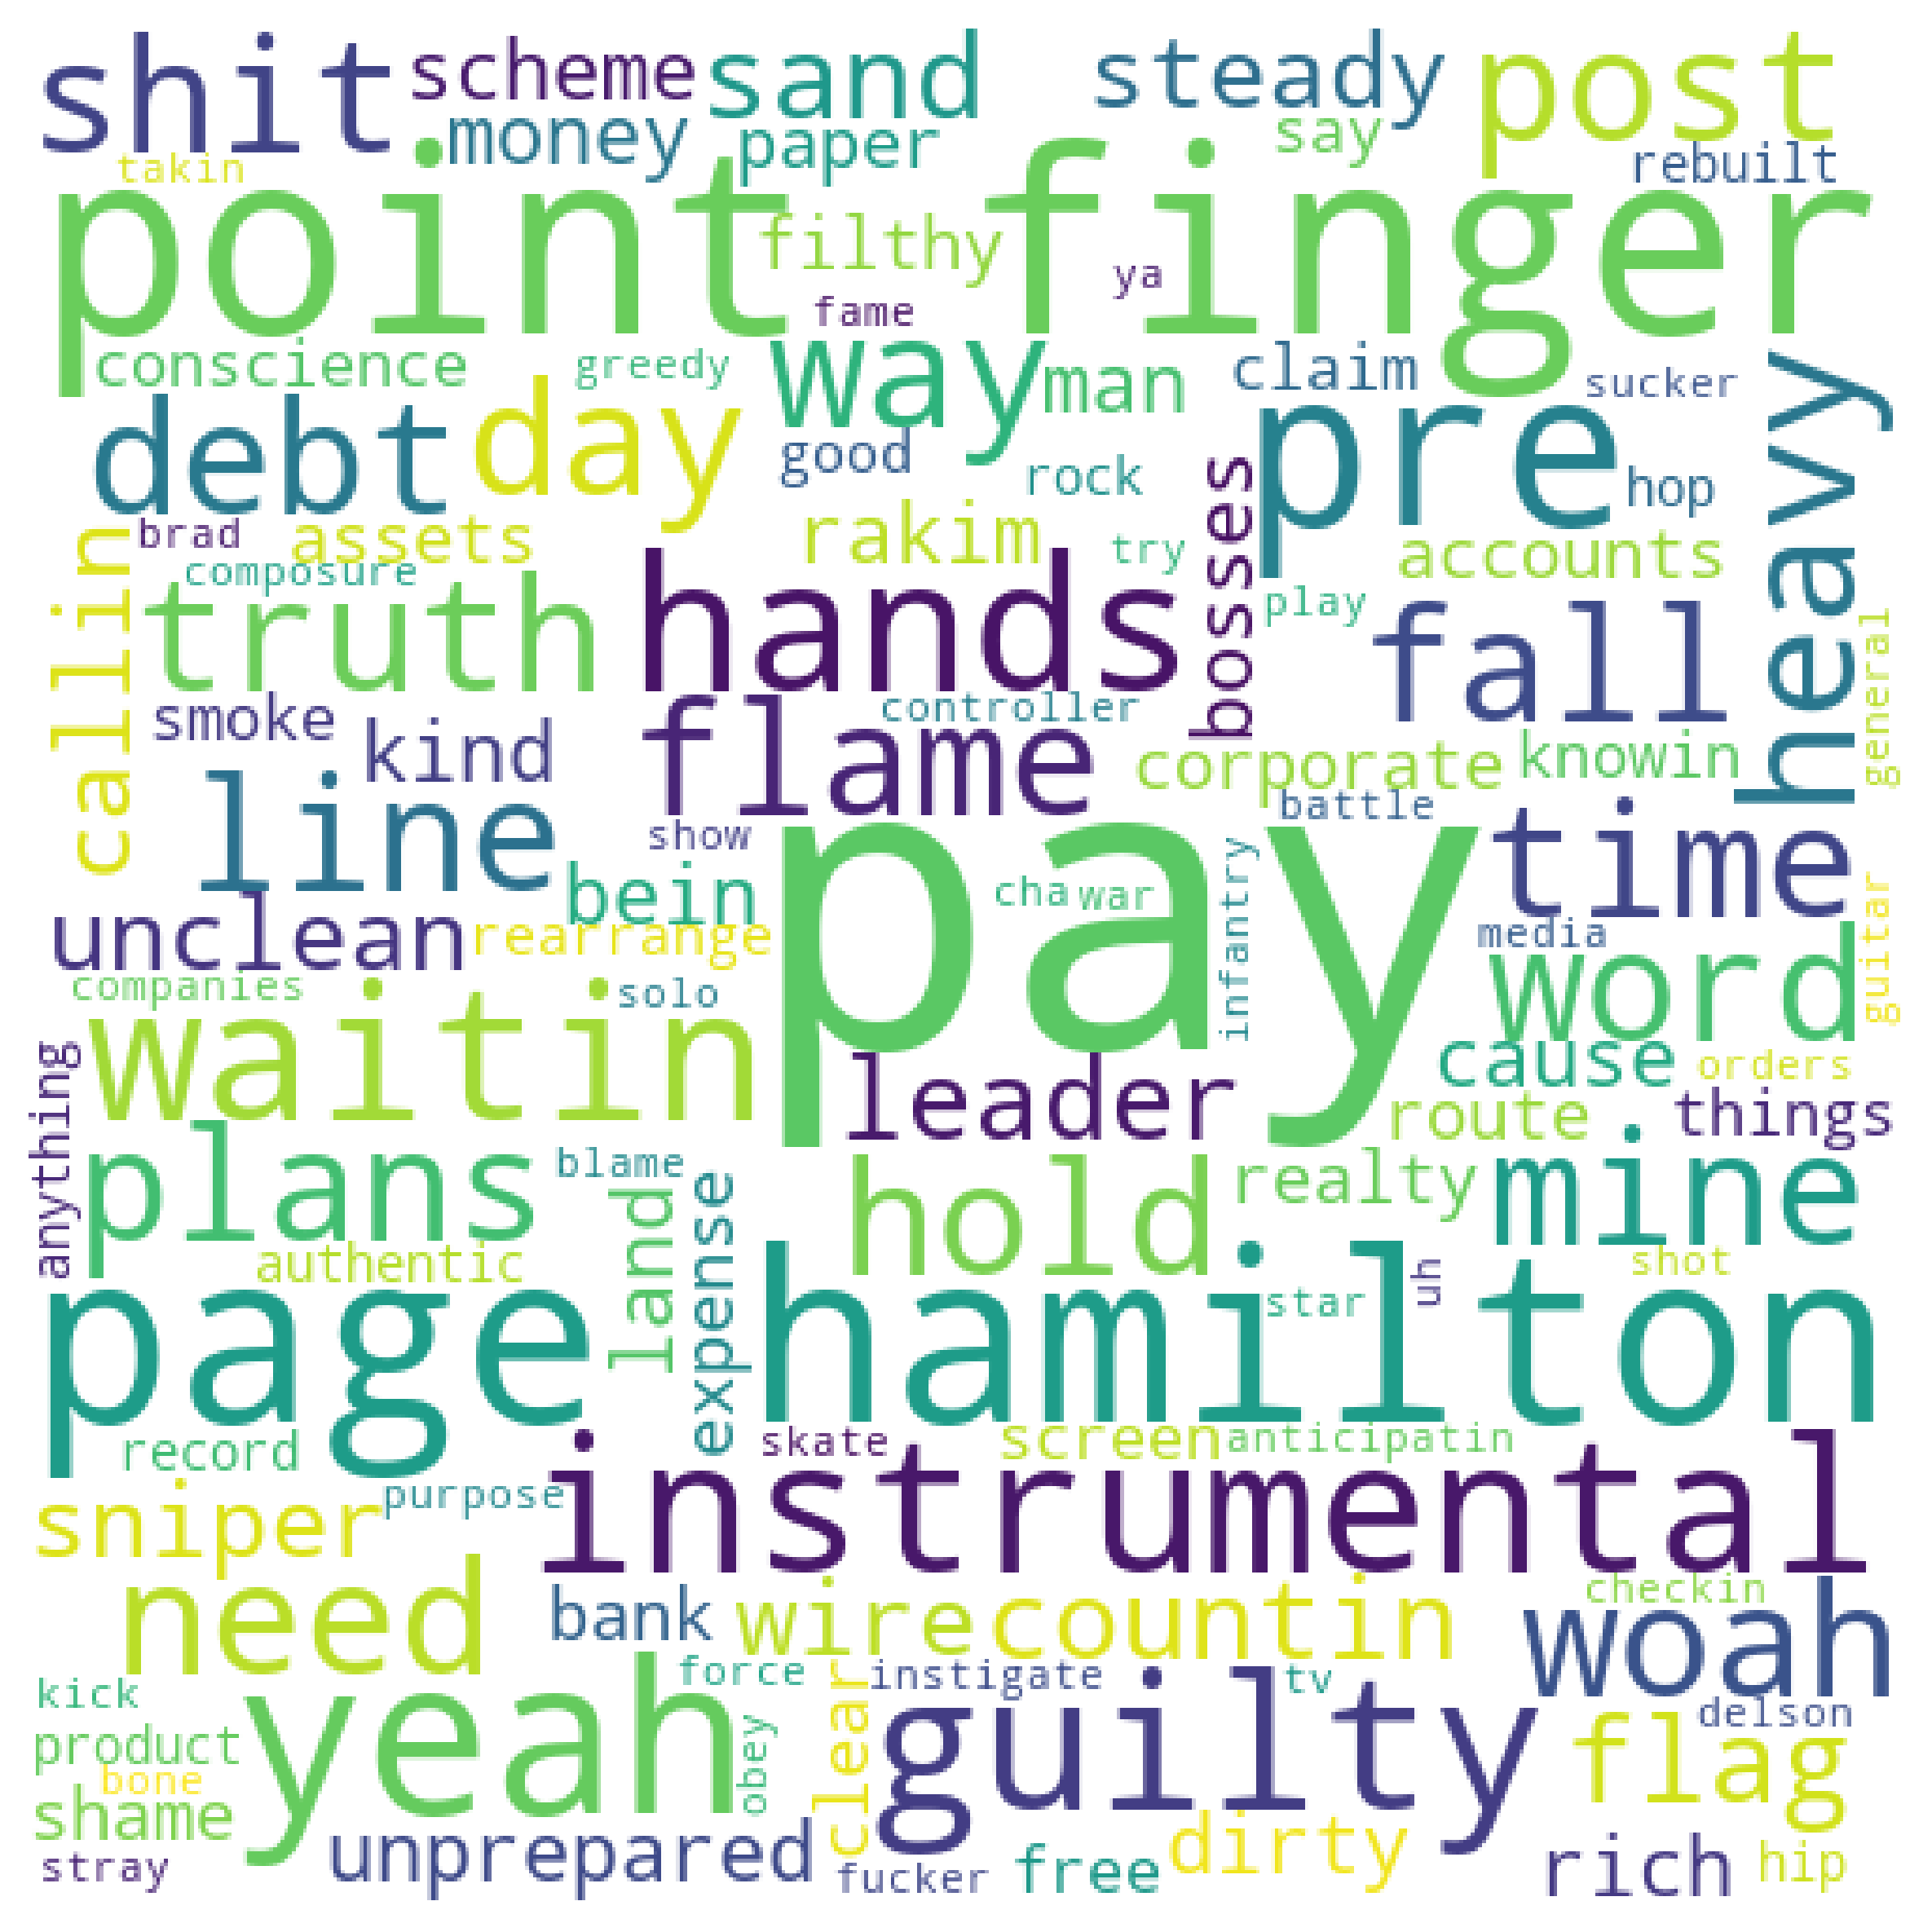 shit
scheme
sand
steady
post
money
paper
say
rebuilt
takin
point finger
filthy
ya
fame
conscience
greedy
way
man
claim
sucker
heavy
debt
day
good
rock
pre
hop
bosses
brad
assets
rakim
try
accounts
callin
composure
truth
hands
play
fall
general
smoke
kind
flame
controller
corporate
knowin
line
show
battle
time
bein
pay
cha
war
infantry
media
guitar
unclean
rearrange
word
companies
solo
waitin
leader
cause
orders
anything
route
things
plans
blame
land
expense
hold
realty
mine
authentic
shot
page
hamilton
star
uh
record
skate
screen
anticipatin
sniper
purpose
instrumental
need
bank
wire
countin
checkin
woah
kick
yeah
force
clear
instigate
tv
delson
product
obey
guilty
flag
bone
shame
unprepared
dirty
stray
fucker
free
rich
hip